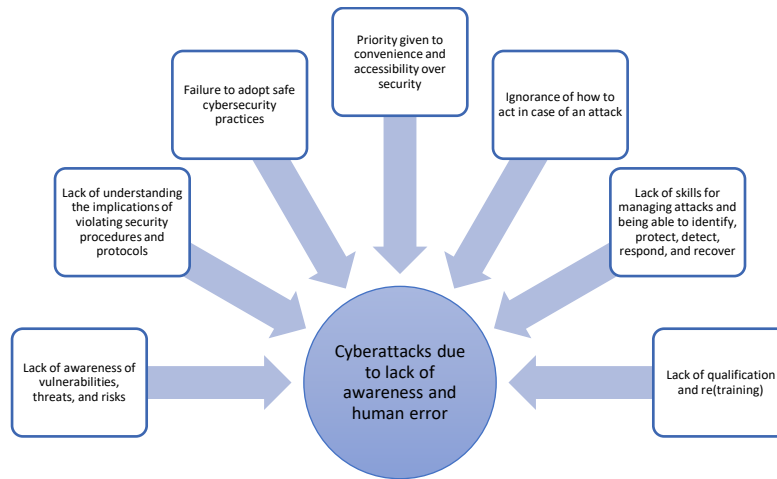 Priority given to
convenience and
accessibility over
security
Failure to adopt safe
cybersecurity
practices
Ignorance of how to
act in case of an attack
Lack of understanding
the implications of
violating security
procedures and
protocols
Lack of skills for
managing attacks and
being able to identify,
protect, detect,
respond, and recover
Lack of awareness of
vulnerabilities,
threats, and risks
Cyberattacks due
to lack of
awareness and
human error
Lack of qualification
and re(training)